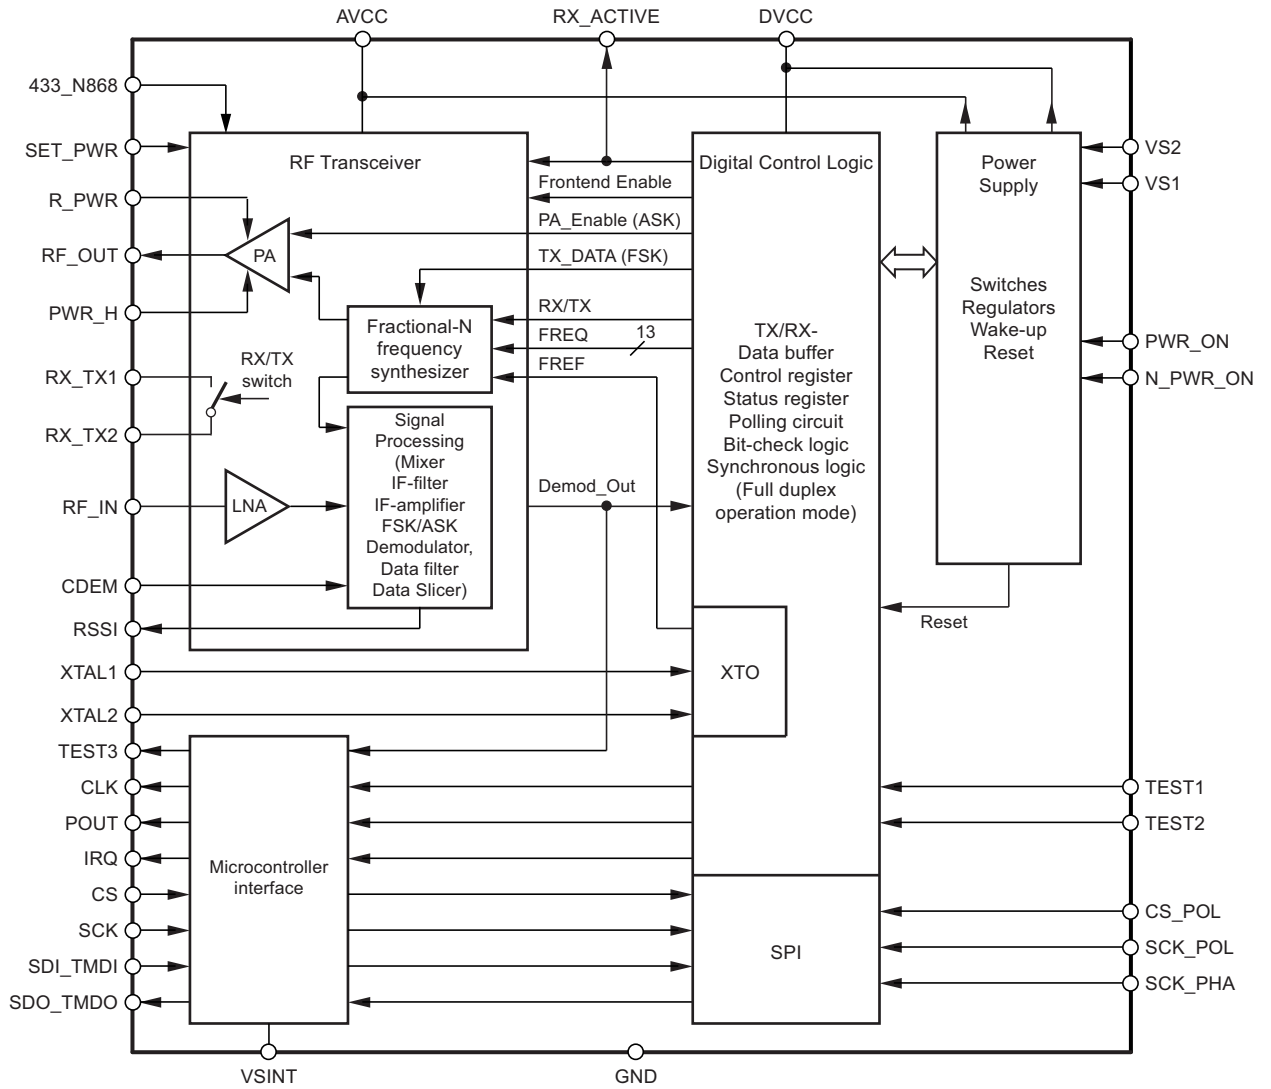 AVCC
RX_ACTIVE
DVCC
433_N868
SET_PWR
RF Transceiver
Digital Control Logic
Power
Supply
VS2
VS1
Frontend Enable
R_PWR
PA_Enable (ASK)
RF_OUT
PA
TX_DATA (FSK)
PWR_H
RX/TX
FREQ
13
FREF
Fractional-N
frequency
synthesizer
Switches
Regulators
Wake-up
Reset
PWR_ON
N_PWR_ON
RX_TX1
RX/TX
switch
RX_TX2
TX/RX-
Data buffer
Control register
Status register
Polling circuit
Bit-check logic
Synchronous logic
(Full duplex
operation mode)
Signal
Processing
(Mixer
IF-filter
IF-amplifier
FSK/ASK
Demodulator,
Data filter
Data Slicer)
RF_IN
LNA
Demod_Out
CDEM
RSSI
Reset
XTAL1
XTO
XTAL2
TEST3
CLK
POUT
IRQ
CS
SCK
SDI_TMDI
SDO_TMDO
Microcontroller
interface
TEST1
TEST2
SPI
CS_POL
SCK_POL
SCK_PHA
VSINT
GND